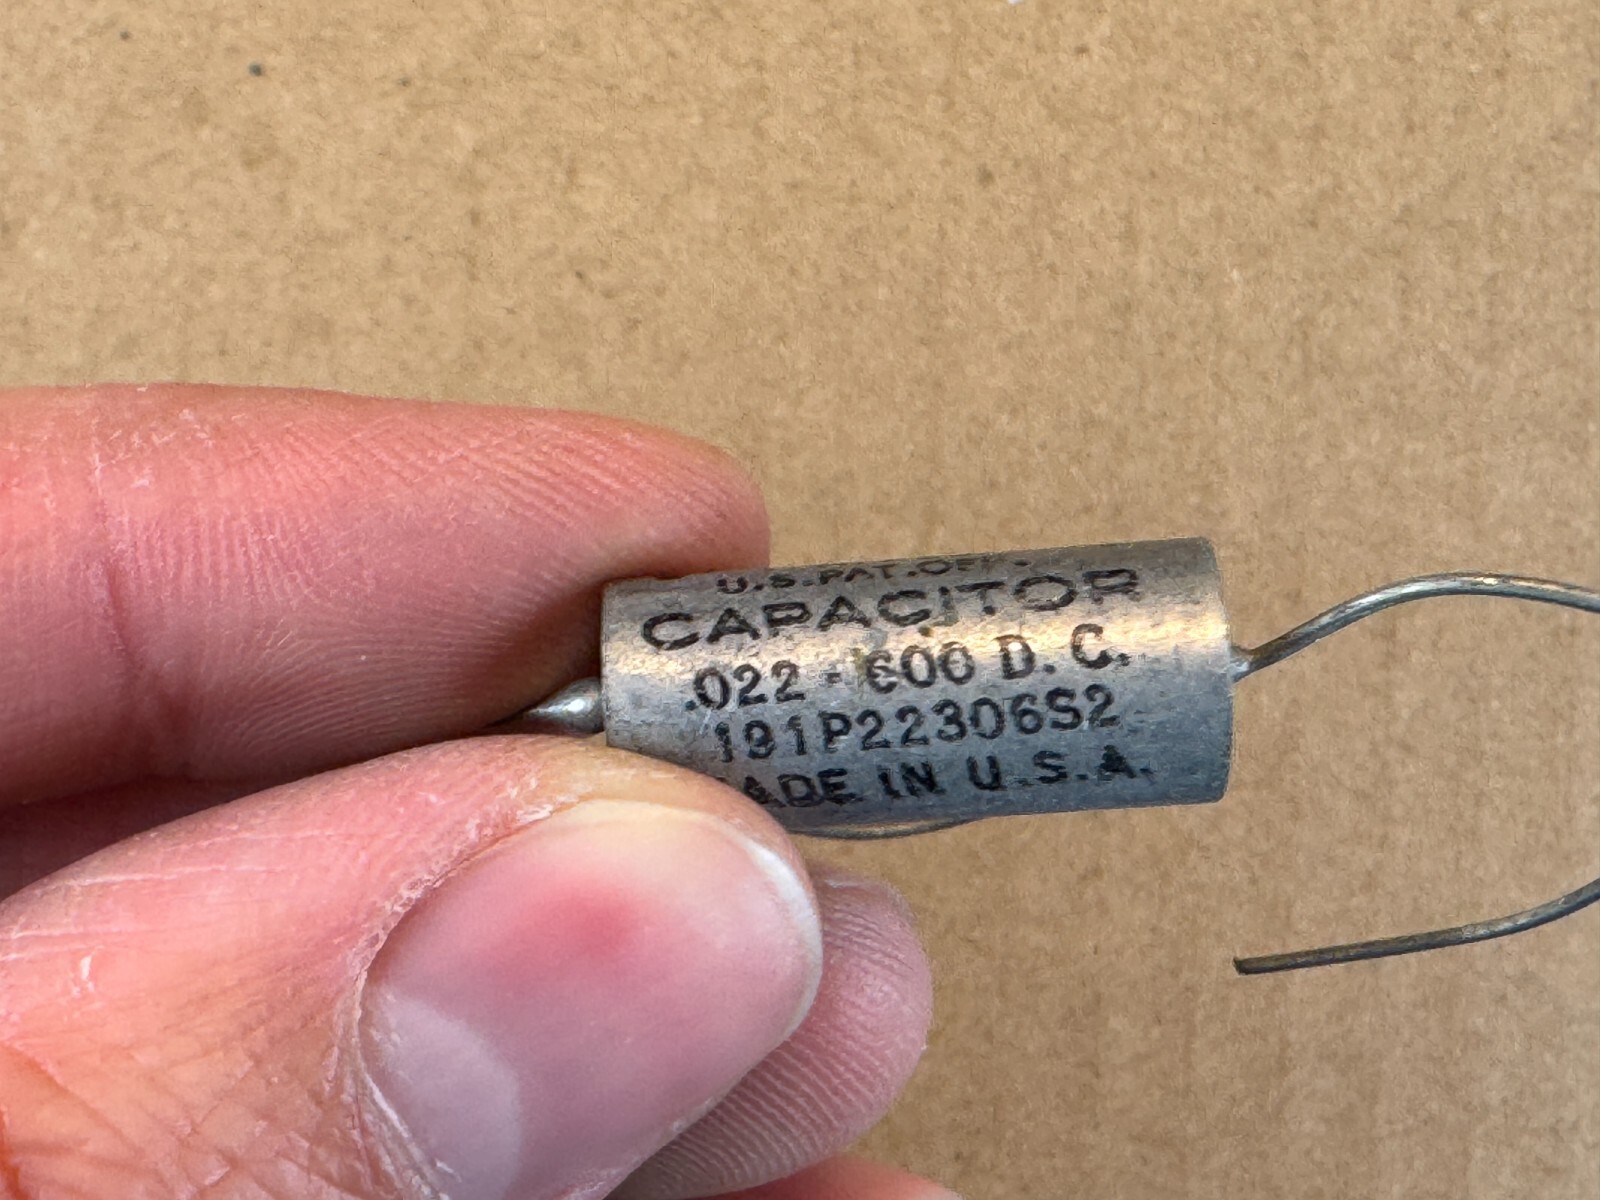 U.S.PAT.OFF.
CAPACITOR
.022 - 600 D.C.
191P22306S2
MADE IN U.S.A.